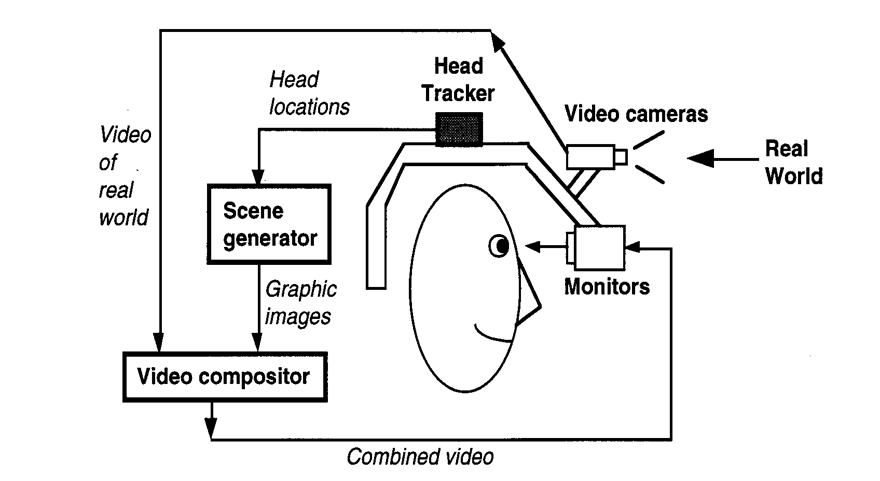 Head
Tracker
Head
locations
Video cameras
Video
of
real
world
Real
World
Scene
generator
Monitors
Graphic
images
Video compositor
Combined video